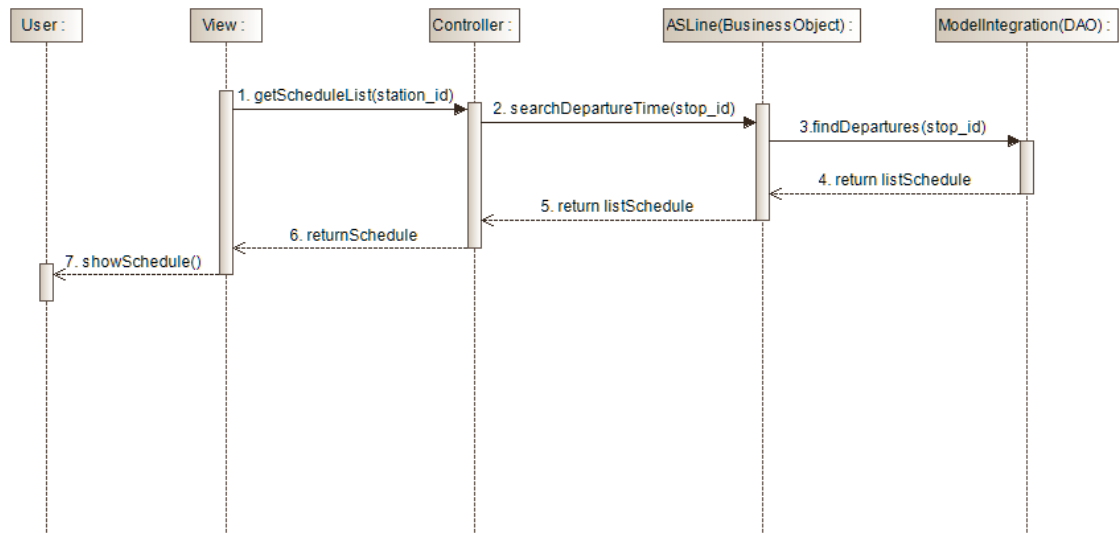 User :
View :
Controller :
ASLine(BusinessObject) :
ModelIntegration(DAO) :
1. getScheduleList(station_id)
2. searchDepartureTime(stop_id)
3.findDepartures(stop_id)
4. return listSchedule
5. return listSchedule
6. returnSchedule
7. showSchedule()